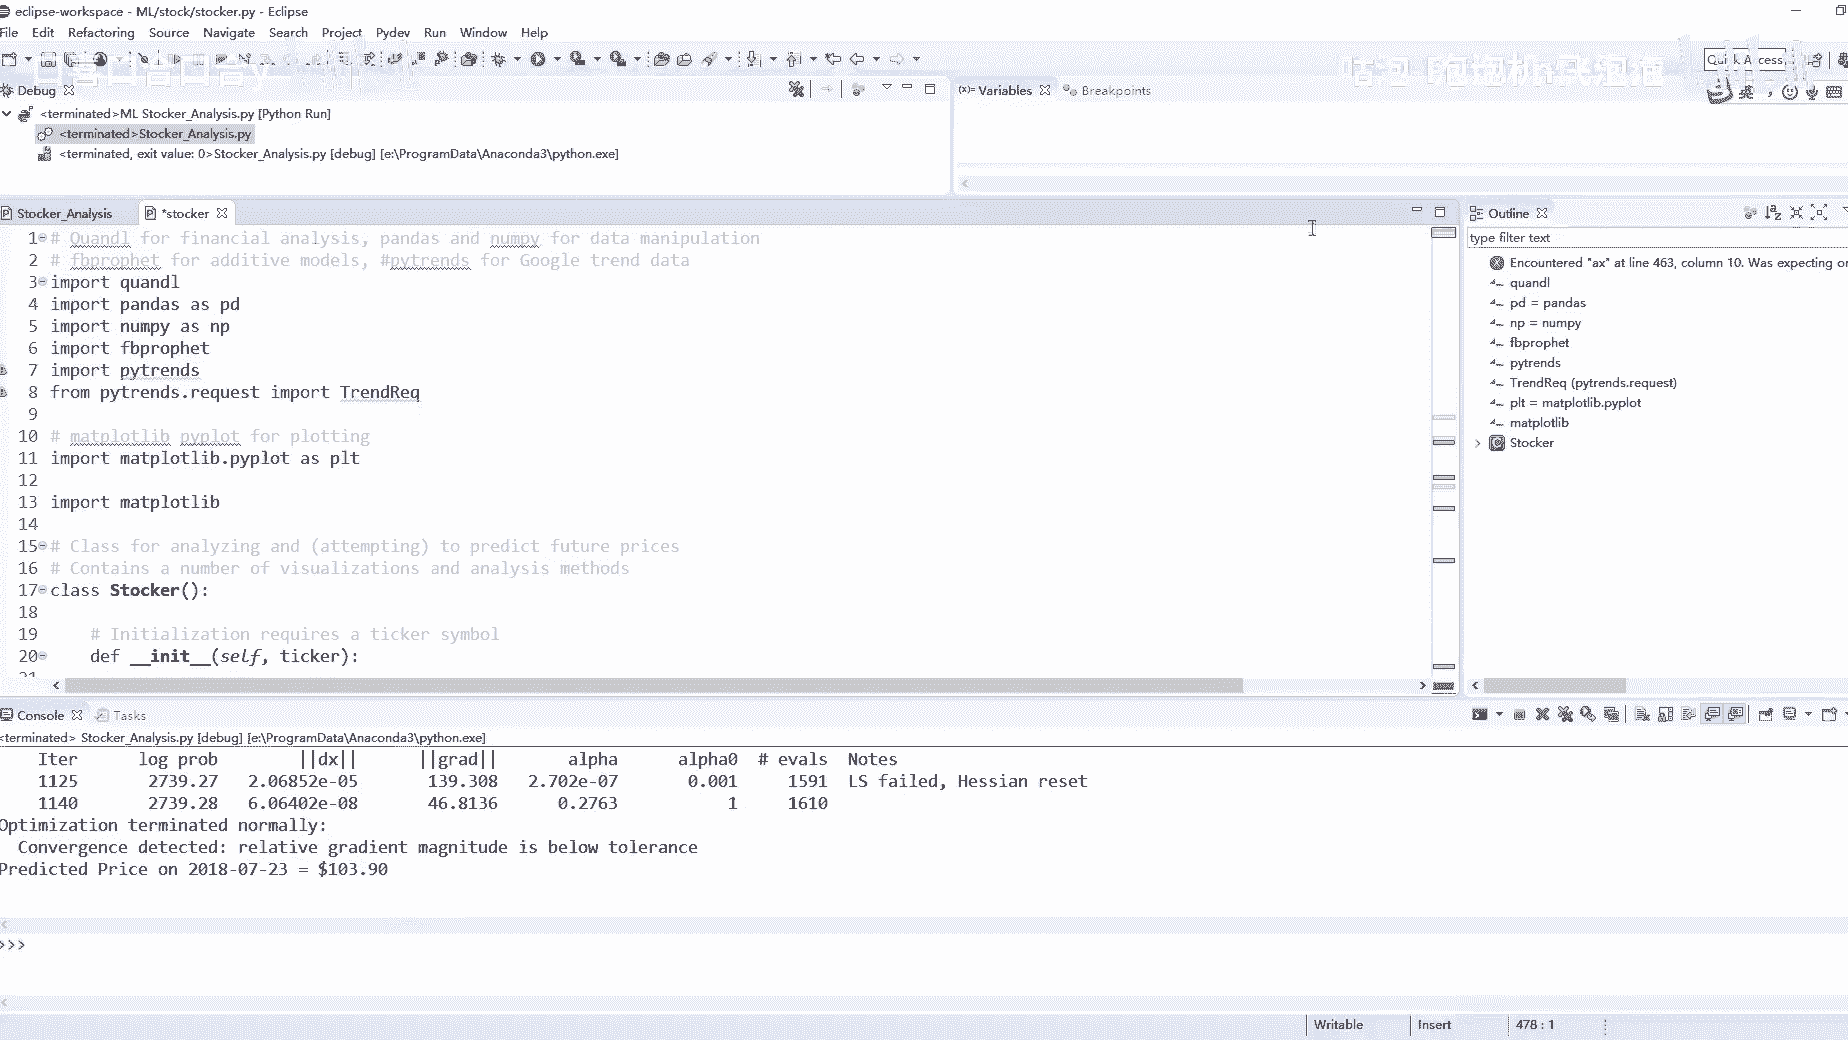 eclipse-workspace - ML/stock/stocker.py - Eclipse
File Edit Refactoring Source Navigate Search Project Pydev Run Window Help
Quick Access
Debug
(x)= Variables Breakpoints
<terminated>ML Stocker_Analysis.py [Python Run]
<terminated>Stocker_Analysis.py
<terminated, exit value: 0>Stocker_Analysis.py [debug] [e:\ProgramData\Anaconda3\python.exe]
Stocker_Analysis *stocker
1 # Quandl for financial analysis, pandas and numpy for data manipulation
2 # fbprophet for additive models, #pytrends for Google trend data
3 import quandl
4 import pandas as pd
5 import numpy as np
6 import fbprophet
7 import pytrends
8 from pytrends.request import TrendReq
9
10 # matplotlib pyplot for plotting
11 import matplotlib.pyplot as plt
12
13 import matplotlib
14
15 # Class for analyzing and (attempting) to predict future prices
16 # Contains a number of visualizations and analysis methods
17 class Stocker():
18
19 # Initialization requires a ticker symbol
20 def __init__(self, ticker):
21
Outline
type filter text
Encountered "ax" at line 463, column 10. Was expecting
quandl
pd = pandas
np = numpy
fbprophet
pytrends
TrendReq (pytrends.request)
plt = matplotlib.pyplot
matplotlib
Stocker
Console Tasks
<terminated> Stocker_Analysis.py [debug] [e:\ProgramData\Anaconda3\python.exe]
Iter log prob ||dx|| ||grad|| alpha alpha0 # evals Notes
1125 2739.27 2.06852e-05 139.308 2.702e-07 0.001 1591 LS failed, Hessian reset
1140 2739.28 6.06402e-08 46.8136 0.2763 1 1610
Optimization terminated normally:
Convergence detected: relative gradient magnitude is below tolerance
Predicted Price on 2018-07-23 = $103.90
>>>
Writable Insert 478 : 1